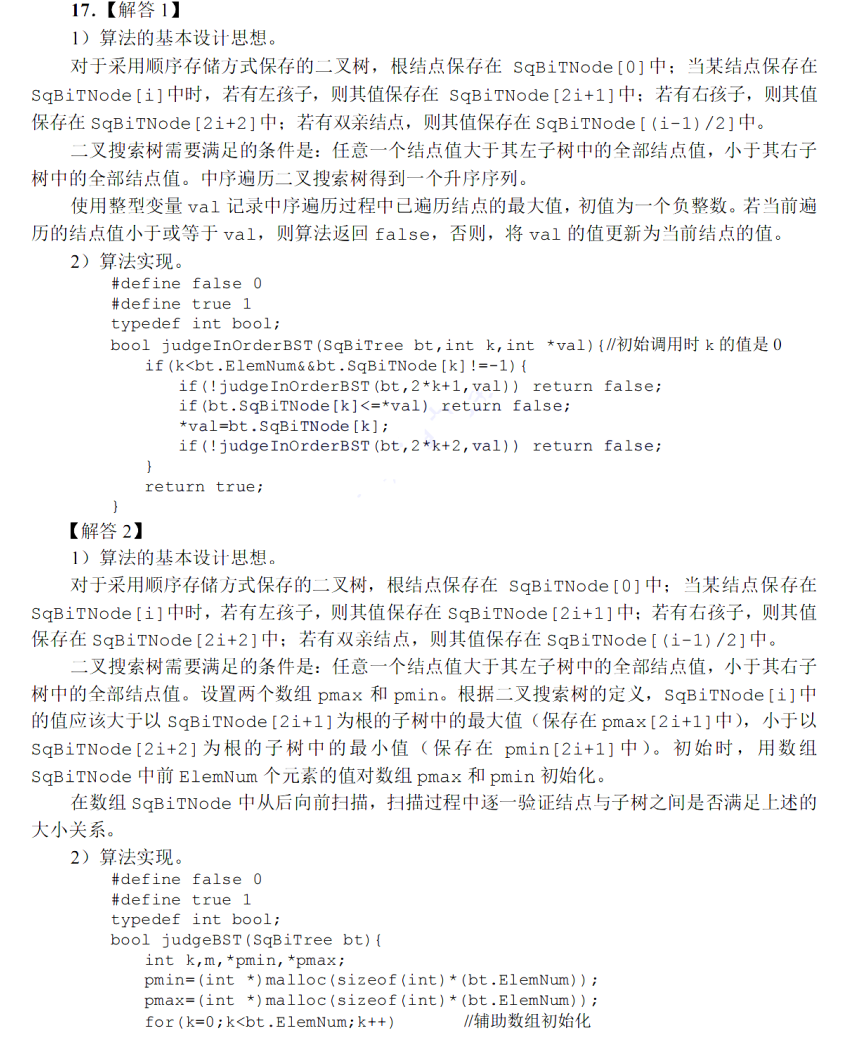 17.【解答 1】
1）算法的基本设计思想。
对于采用顺序存储方式保存的二叉树，根结点保存在 SqBiTNode[0]中；当某结点保存在
SqBiTNode[i]中时，若有左孩子，则其值保存在 SqBiTNode[2i+1]中；若有右孩子，则其值
保存在 SqBiTNode[2i+2]中；若有双亲结点，则其值保存在 SqBiTNode[(i-1)/2]中。
二叉搜索树需要满足的条件是：任意一个结点值大于其左子树中的全部结点值，小于其右子
树中的全部结点值。中序遍历二叉搜索树得到一个升序序列。
使用整型变量 val 记录中序遍历过程中已遍历结点的最大值，初值为一个负整数。若当前遍
历的结点值小于或等于 val，则算法返回 false，否则，将 val 的值更新为当前结点的值。
2）算法实现。
#define false 0
#define true 1
typedef int bool;
bool judgeInOrderBST(SqBiTree bt,int k,int *val){//初始调用时 k 的值是 0
if(k<bt.ElemNum&&bt.SqBiTNode[k]!=-1){
if(!judgeInOrderBST(bt,2*k+1,val)) return false;
if(bt.SqBiTNode[k]<=*val) return false;
*val=bt.SqBiTNode[k];
if(!judgeInOrderBST(bt,2*k+2,val)) return false;
}
return true;
}
【解答 2】
1）算法的基本设计思想。
对于采用顺序存储方式保存的二叉树，根结点保存在 SqBiTNode[0]中；当某结点保存在
SqBiTNode[i]中时，若有左孩子，则其值保存在 SqBiTNode[2i+1]中；若有右孩子，则其值
保存在 SqBiTNode[2i+2]中；若有双亲结点，则其值保存在 SqBiTNode[(i-1)/2]中。
二叉搜索树需要满足的条件是：任意一个结点值大于其左子树中的全部结点值，小于其右子
树中的全部结点值。设置两个数组 pmax 和 pmin。根据二叉搜索树的定义，SqBiTNode[i]中
的值应该大于以 SqBiTNode[2i+1]为根的子树中的最大值（保存在 pmax[2i+1]中），小于以
SqBiTNode[2i+2]为根的子树中的最小值（保存在 pmin[2i+1]中）。初始时，用数组
SqBiTNode 中前 ElemNum 个元素的值对数组 pmax 和 pmin 初始化。
在数组 SqBiTNode 中从后向前扫描，扫描过程中逐一验证结点与子树之间是否满足上述的
大小关系。
2）算法实现。
#define false 0
#define true 1
typedef int bool;
bool judgeBST(SqBiTree bt){
int k,m,*pmin,*pmax;
pmin=(int *)malloc(sizeof(int)*(bt.ElemNum));
pmax=(int *)malloc(sizeof(int)*(bt.ElemNum));
for(k=0;k<bt.ElemNum;k++) //辅助数组初始化